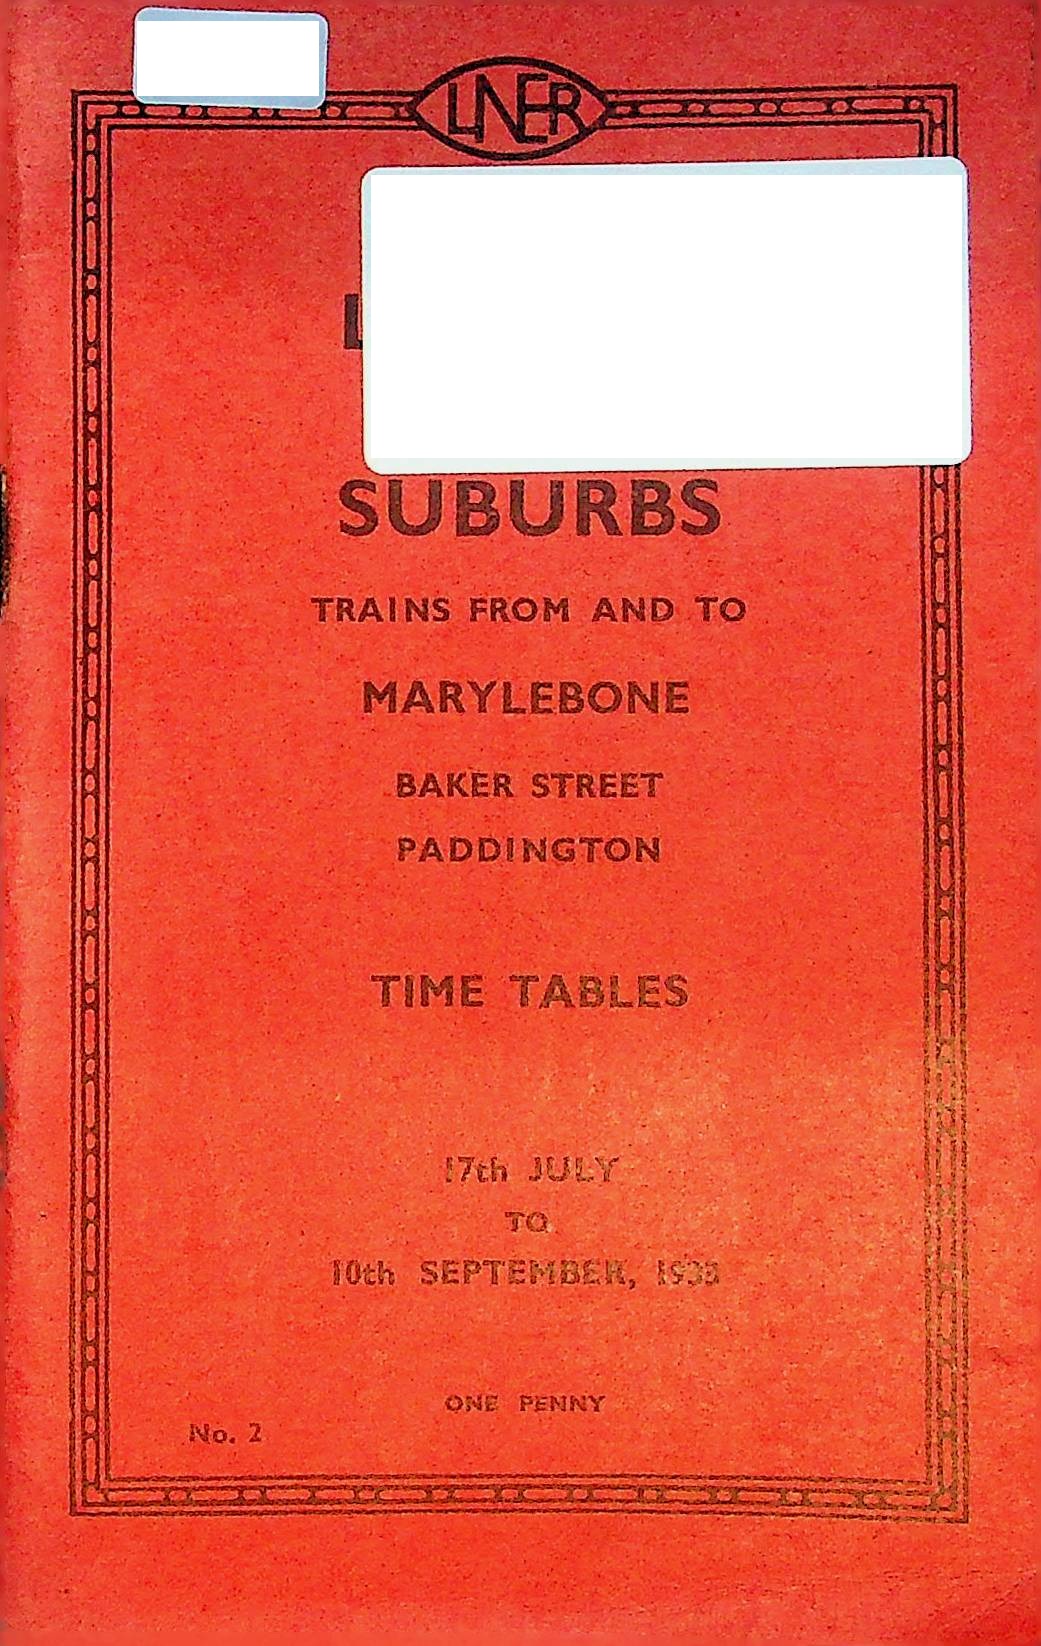 LNER
L
SUBURBS
TRAINS FROM AND TO
MARYLEBONE
BAKER STREET
PADDINGTON
TIME TABLES
17th JULY
TO
10th SEPTEMBER, 1933
ONE PENNY
No. 2